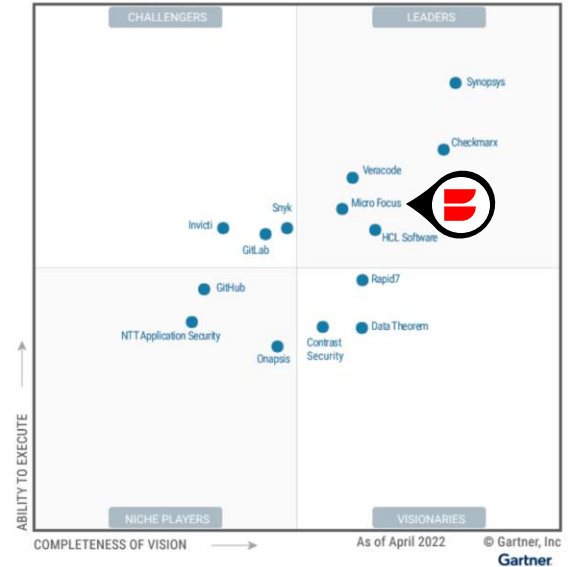 CHALLENGERS
LEADERS
Synopsys
Checkmarx
Veracode
Micro Focus
Snyk
Invicti
HCL Software
GitLab
Rapid7
GitHub
NTT Application Security
Data Theorem
Contrast
Security
Onapsis
ABILITY TO EXECUTE
NICHE PLAYERS
VISIONARIES
COMPLETENESS OF VISION
As of April 2022
© Gartner, Inc
Gartner